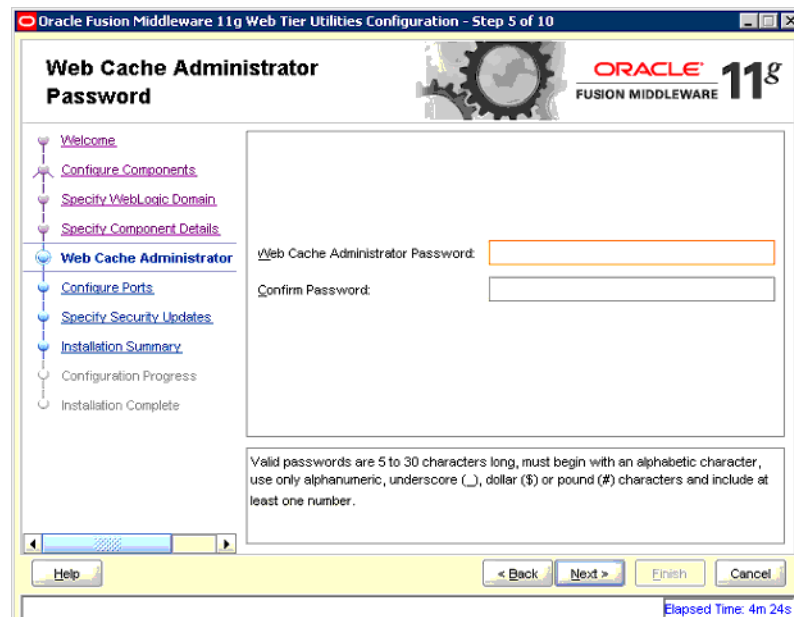 Oracle Fusion Middleware 11g Web Tier Utilities Configuration - Step 5 of 10
Web Cache Administrator
Password
ORACLE
FUSION MIDDLEWARE
11g
Welcome
Configure Components
Specify WebLogic Domain
Specify Component Details
Web Cache Administrator
Configure Ports
Specify Security Updates
Installation Summary
Configuration Progress
Installation Complete
Web Cache Administrator Password:
Confirm Password:
Valid passwords are 5 to 30 characters long, must begin with an alphabetic character,
use only alphanumeric, underscore (_), dollar ($) or pound (#) characters and include at
least one number.
Help
< Back
Next >
Finish
Cancel
Elapsed Time: 4m 24s